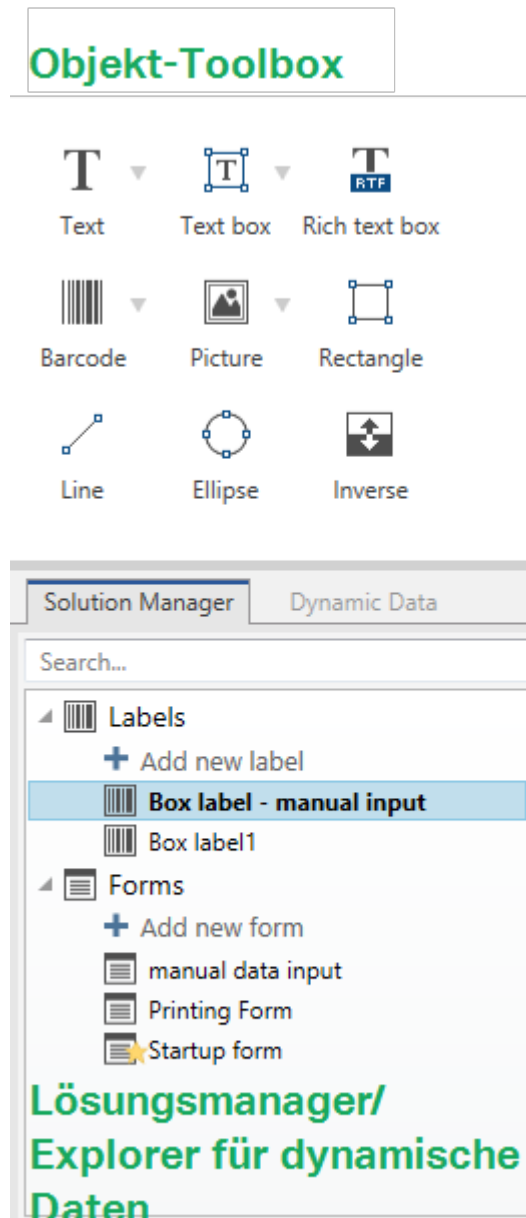 Objekt-Toolbox
T T T
RTF
Text Text box Rich text box
Barcode Picture Rectangle
Line Ellipse Inverse
Solution Manager Dynamic Data
Search...
Labels
Add new label
Box label - manual input
Box label1
Forms
Add new form
manual data input
Printing Form
Startup form
Lösungsmanager/
Explorer für dynamische
Daten